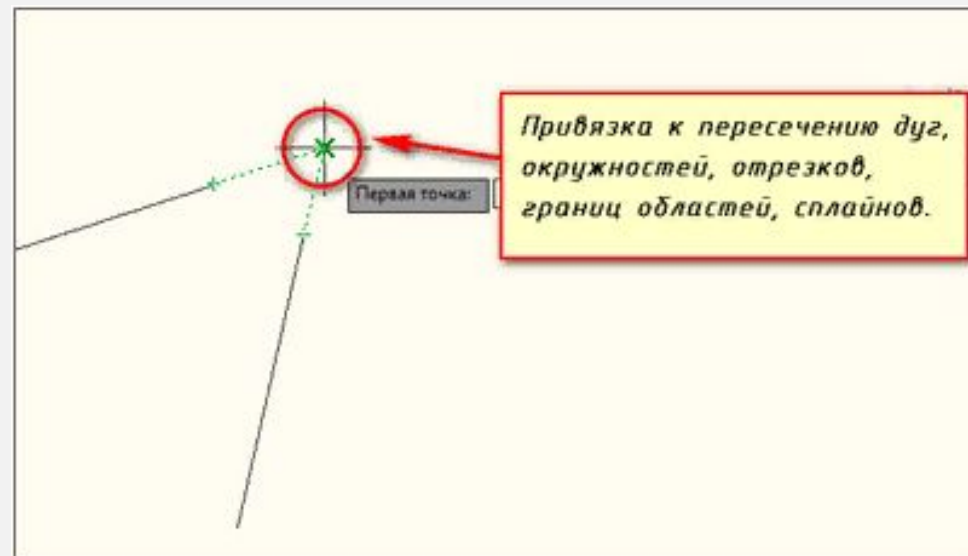 Привязка к пересечению дуг,
окружностей, отрезков,
границ областей, сплайнов.
Первая точка: